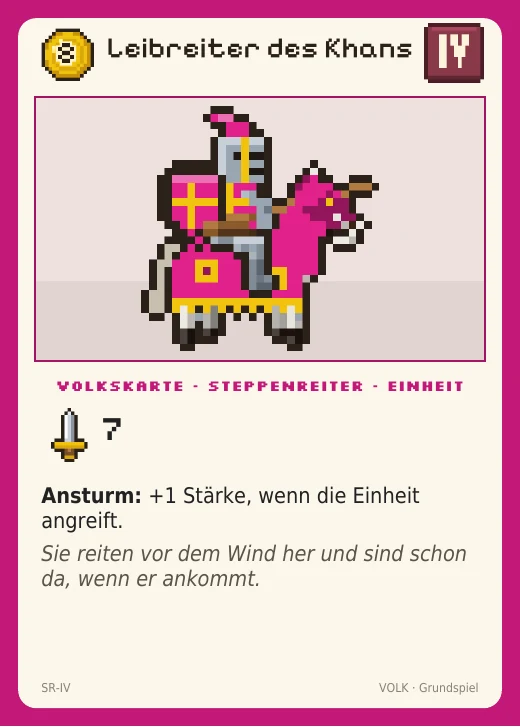 8 Leibreiter des Khans IV
VOLKSKARTE - STEPPENREITER - EINHEIT
7
Ansturm: +1 Stärke, wenn die Einheit
angreift.
Sie reiten vor dem Wind her und sind schon
da, wenn er ankommt.
SR-IV VOLK · Grundspiel